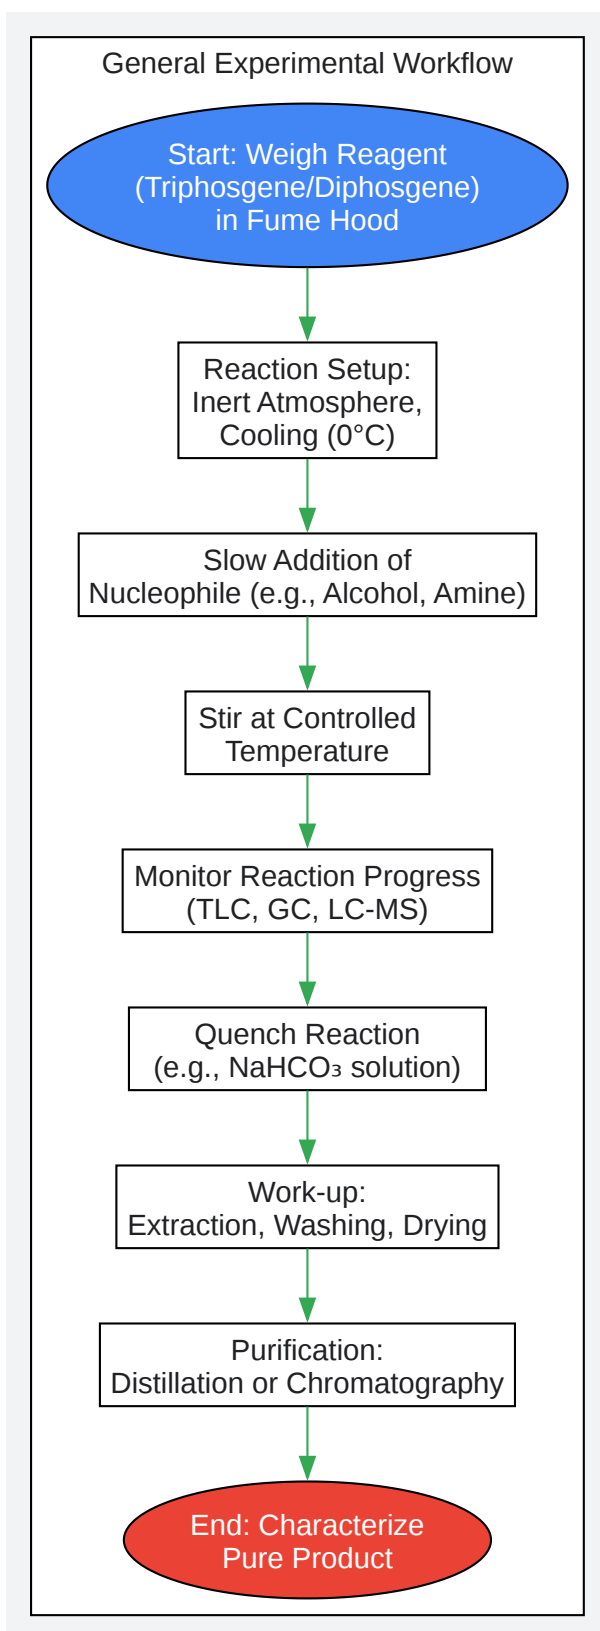 General Experimental Workflow
Start: Weigh Reagent
(Triphosgene/Diphosgene)
in Fume Hood
Reaction Setup:
Inert Atmosphere,
Cooling (0°C)
Slow Addition of
Nucleophile (e.g., Alcohol, Amine)
Stir at Controlled
Temperature
Monitor Reaction Progress
(TLC, GC, LC-MS)
Quench Reaction
(e.g., NaHCO₃ solution)
Work-up:
Extraction, Washing, Drying
Purification:
Distillation or Chromatography
End: Characterize
Pure Product